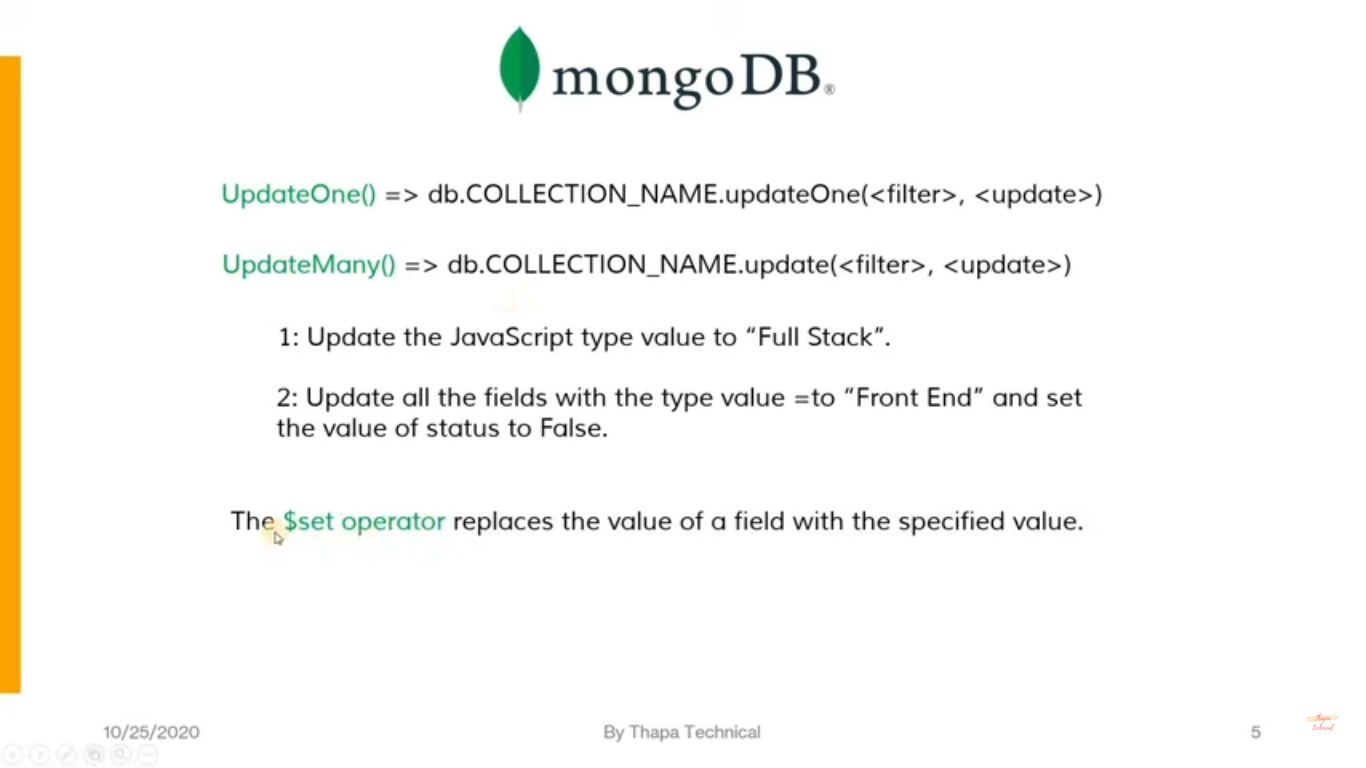 mongoDB®
UpdateOne() => db.COLLECTION_NAME.updateOne(<filter>, <update>)
UpdateMany() => db.COLLECTION_NAME.update(<filter>, <update>)
1: Update the JavaScript type value to “Full Stack”.
2: Update all the fields with the type value =to “Front End” and set
the value of status to False.
The $set operator replaces the value of a field with the specified value.
10/25/2020
By Thapa Technical
5
Thapa
Technical